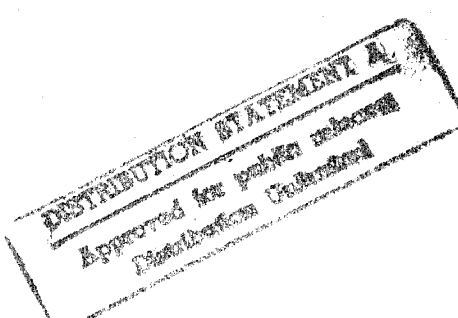 DISTRIBUTION STATEMENT A
Approved for public release
Distribution Unlimited